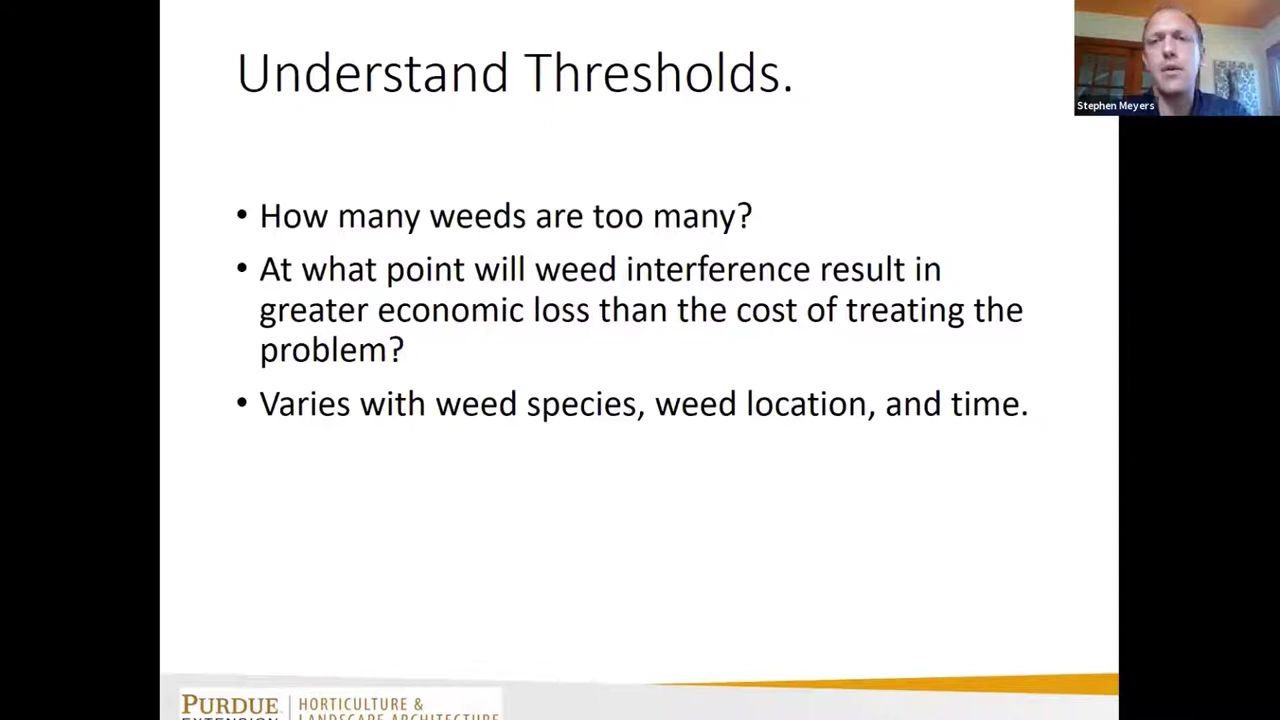 Understand Thresholds.
Stephen Meyers
• How many weeds are too many?
• At what point will weed interference result in
greater economic loss than the cost of treating the
problem?
• Varies with weed species, weed location, and time.
PURDUE
EXTENSION
HORTICULTURE &
LANDSCAPE ARCHITECTURE